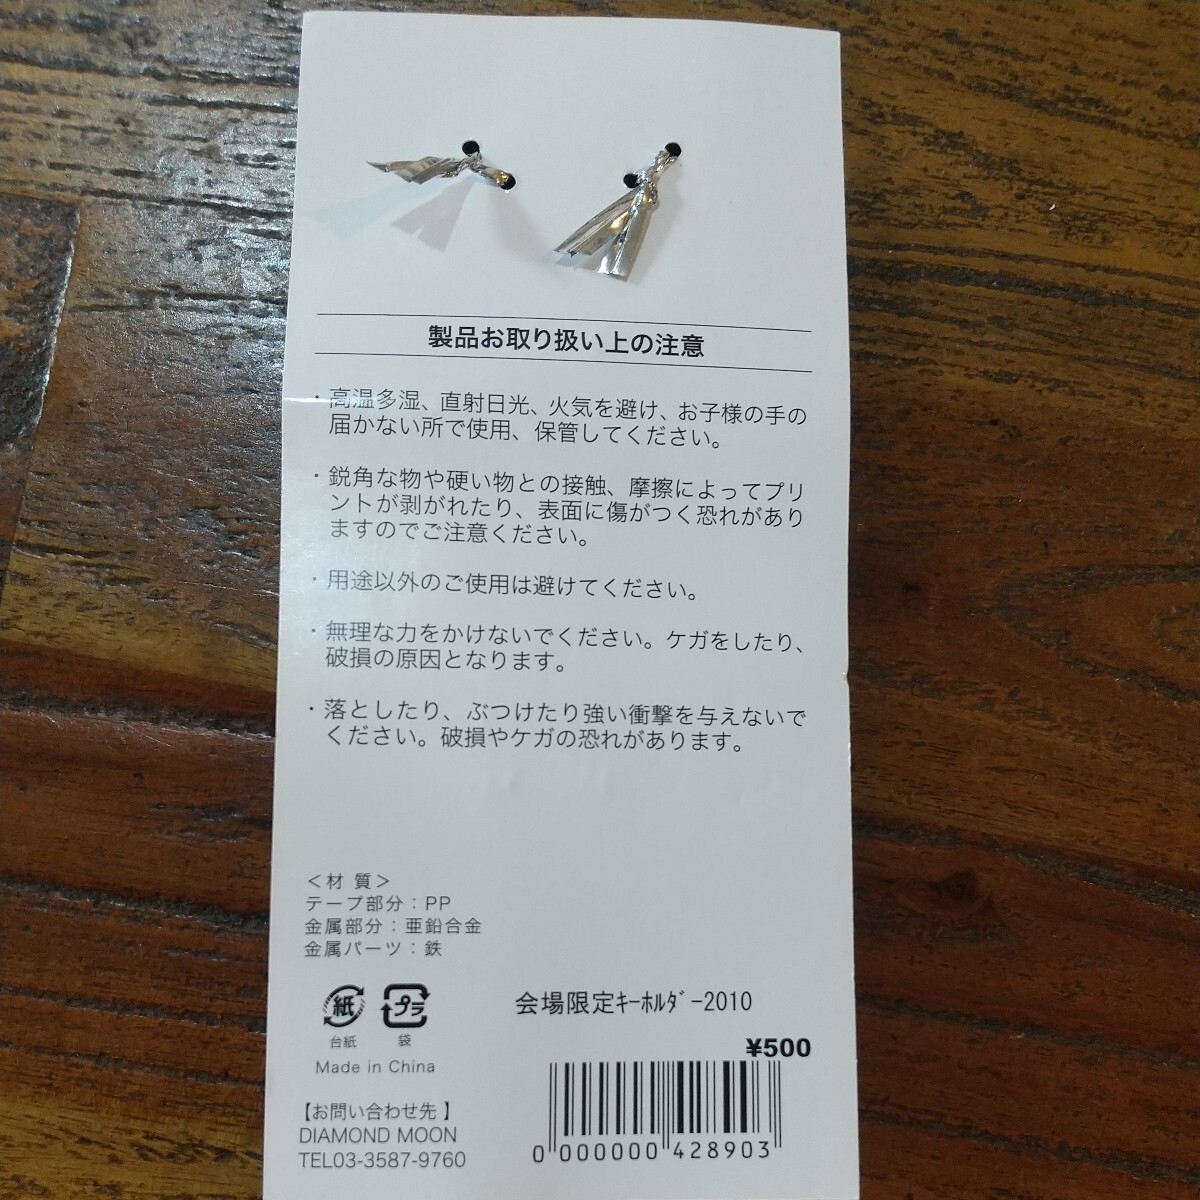 製品お取り扱い上の注意
・高温多湿、直射日光、火気を避け、お子様の手の
届かない所で使用、保管してください。
・鋭角な物や硬い物との接触、摩擦によってプリ
ントが剥がれたり、表面に傷がつく恐れがあり
ますのでご注意ください。
・用途以外のご使用は避けてください。
・無理な力をかけないでください。ケガをしたり、
破損の原因となります。
・落としたり、ぶつけたり強い衝撃を与えないで
ください。破損やケガの恐れがあります。
＜材 質＞
テープ部分：PP
金属部分：亜鉛合金
金属パーツ：鉄
紙 プラ
台紙 袋
Made in China
会場限定ｷｰﾎﾙﾀﾞｰ2010
¥500
0 000000 428903
【お問い合わせ先】
DIAMOND MOON
TEL03-3587-9760